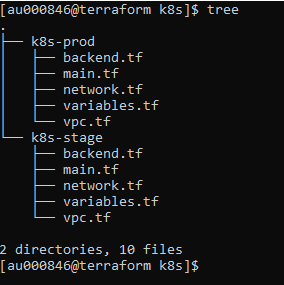 [au000846@terraform k8s]$ tree
.
├── k8s-prod
│   ├── backend.tf
│   ├── main.tf
│   ├── network.tf
│   ├── variables.tf
│   └── vpc.tf
└── k8s-stage
    ├── backend.tf
    ├── main.tf
    ├── network.tf
    ├── variables.tf
    └── vpc.tf

2 directories, 10 files
[au000846@terraform k8s]$